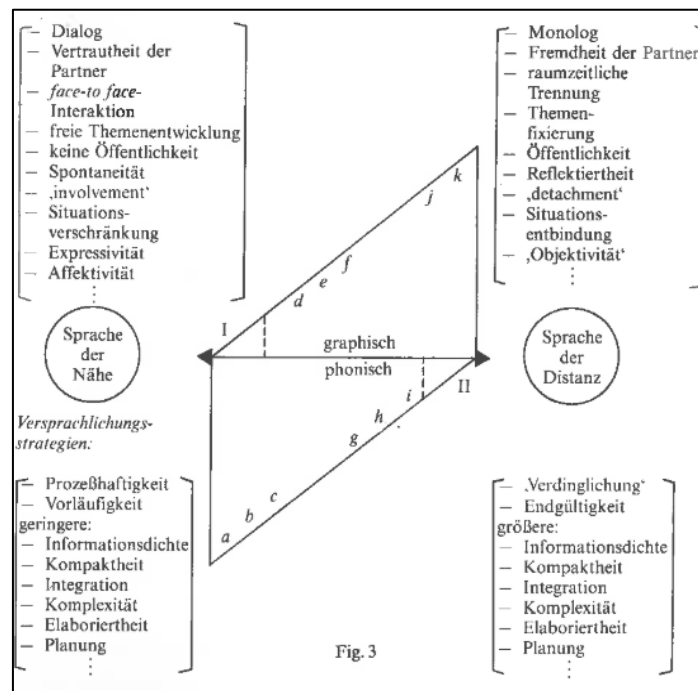 – Dialog
– Vertrautheit der
Partner
– face-to face-
Interaktion
– freie Themenentwicklung
– keine Öffentlichkeit
– Spontaneität
– ‚involvement‘
– Situations-
verschränkung
– Expressivität
– Affektivität
⋮
– Monolog
– Fremdheit der Partner
– raumzeitliche
Trennung
– Themen-
fixierung
– Öffentlichkeit
– Reflektiertheit
– ‚detachment‘
– Situations-
entbindung
– ‚Objektivität‘
⋮
k
j
f
e
d
I
Sprache
der
Nähe
graphisch
phonisch
Sprache
der
Distanz
II
i
h
g
c
b
a
Versprachlichungs-
strategien:
– Prozeßhaftigkeit
– Vorläufigkeit
geringere:
– Informationsdichte
– Kompaktheit
– Integration
– Komplexität
– Elaboriertheit
– Planung
⋮
– ‚Verdinglichung‘
– Endgültigkeit
größere:
– Informationsdichte
– Kompaktheit
– Integration
– Komplexität
– Elaboriertheit
– Planung
⋮
Fig. 3